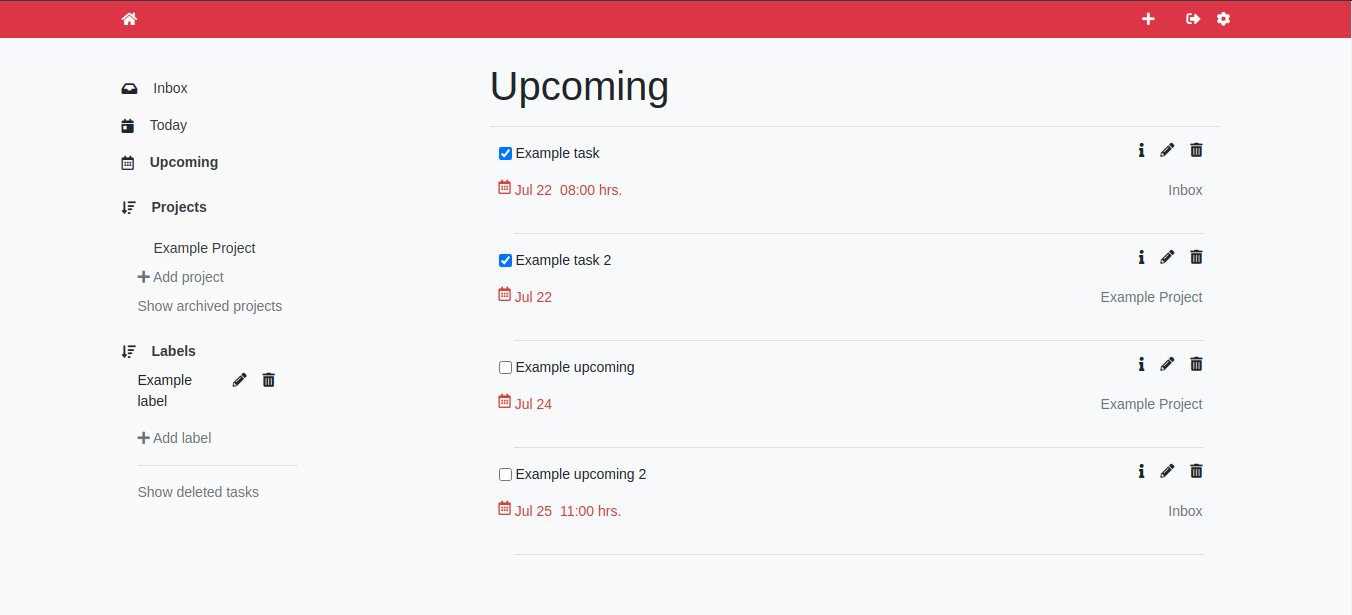 Inbox
Today
Upcoming
Projects
Example Project
Add project
Show archived projects
Labels
Example
label
Add label
Show deleted tasks
Upcoming
Example task
Jul 22 08:00 hrs.
Inbox
Example task 2
Jul 22
Example Project
Example upcoming
Jul 24
Example Project
Example upcoming 2
Jul 25 11:00 hrs.
Inbox